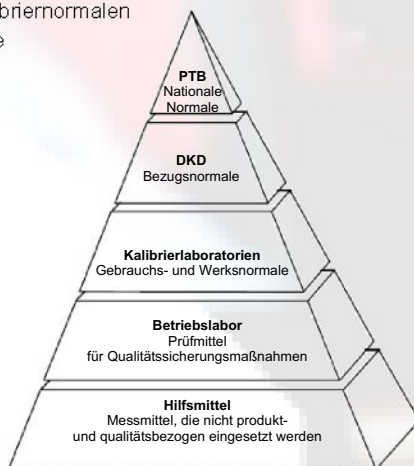 briernormalen
e
PTB
Nationale
Normale
DKD
Bezugsnormale
Kalibrierlaboratorien
Gebrauchs- und Werksnormale
Betriebslabor
Prüfmittel
für Qualitätssicherungsmaßnahmen
Hilfsmittel
Messmittel, die nicht produkt-
und qualitätsbezogen eingesetzt werden